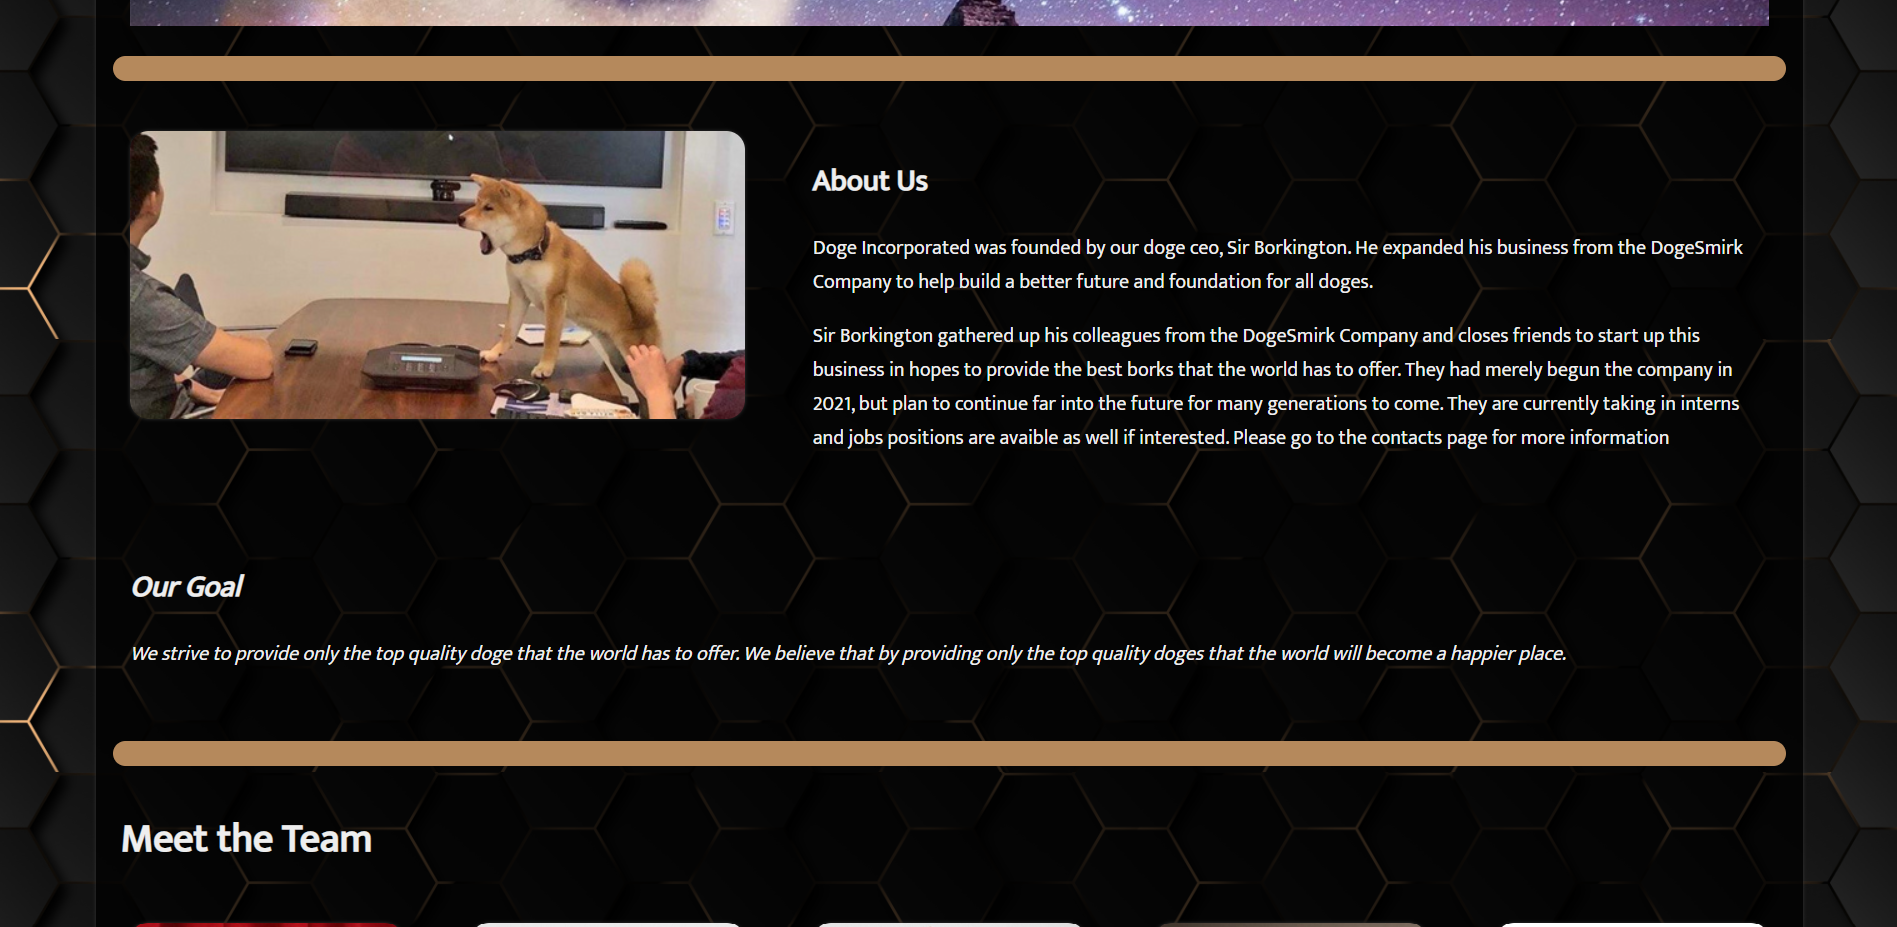 About Us
Doge Incorporated was founded by our doge ceo, Sir Borkington. He expanded his business from the DogeSmirk
Company to help build a better future and foundation for all doges.
Sir Borkington gathered up his colleagues from the DogeSmirk Company and closes friends to start up this
business in hopes to provide the best borks that the world has to offer. They had merely begun the company in
2021, but plan to continue far into the future for many generations to come. They are currently taking in interns
and jobs positions are avaible as well if interested. Please go to the contacts page for more information
Our Goal
We strive to provide only the top quality doge that the world has to offer. We believe that by providing only the top quality doges that the world will become a happier place.
Meet the Team